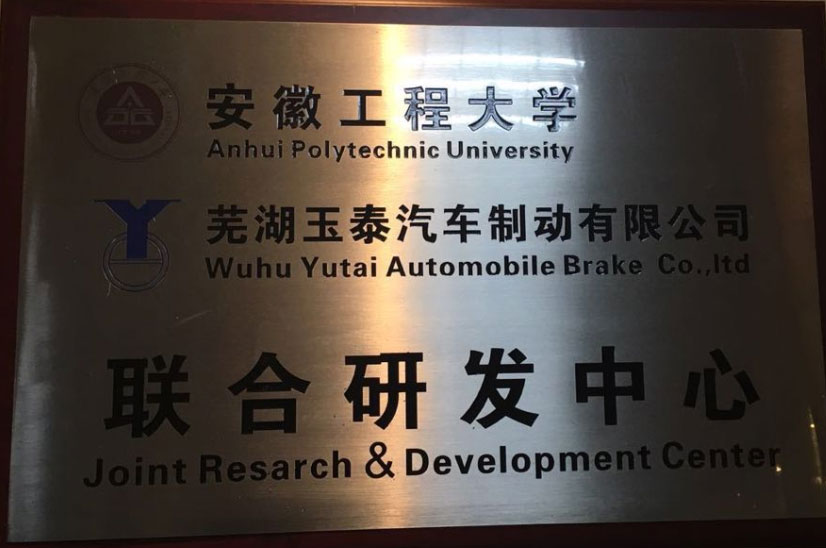 安徽工程大学
Anhui Polytechnic University
芜湖玉泰汽车制动有限公司
Wuhu Yutai Automobile Brake Co.,ltd
联合研发中心
Joint Resarch & Development Center